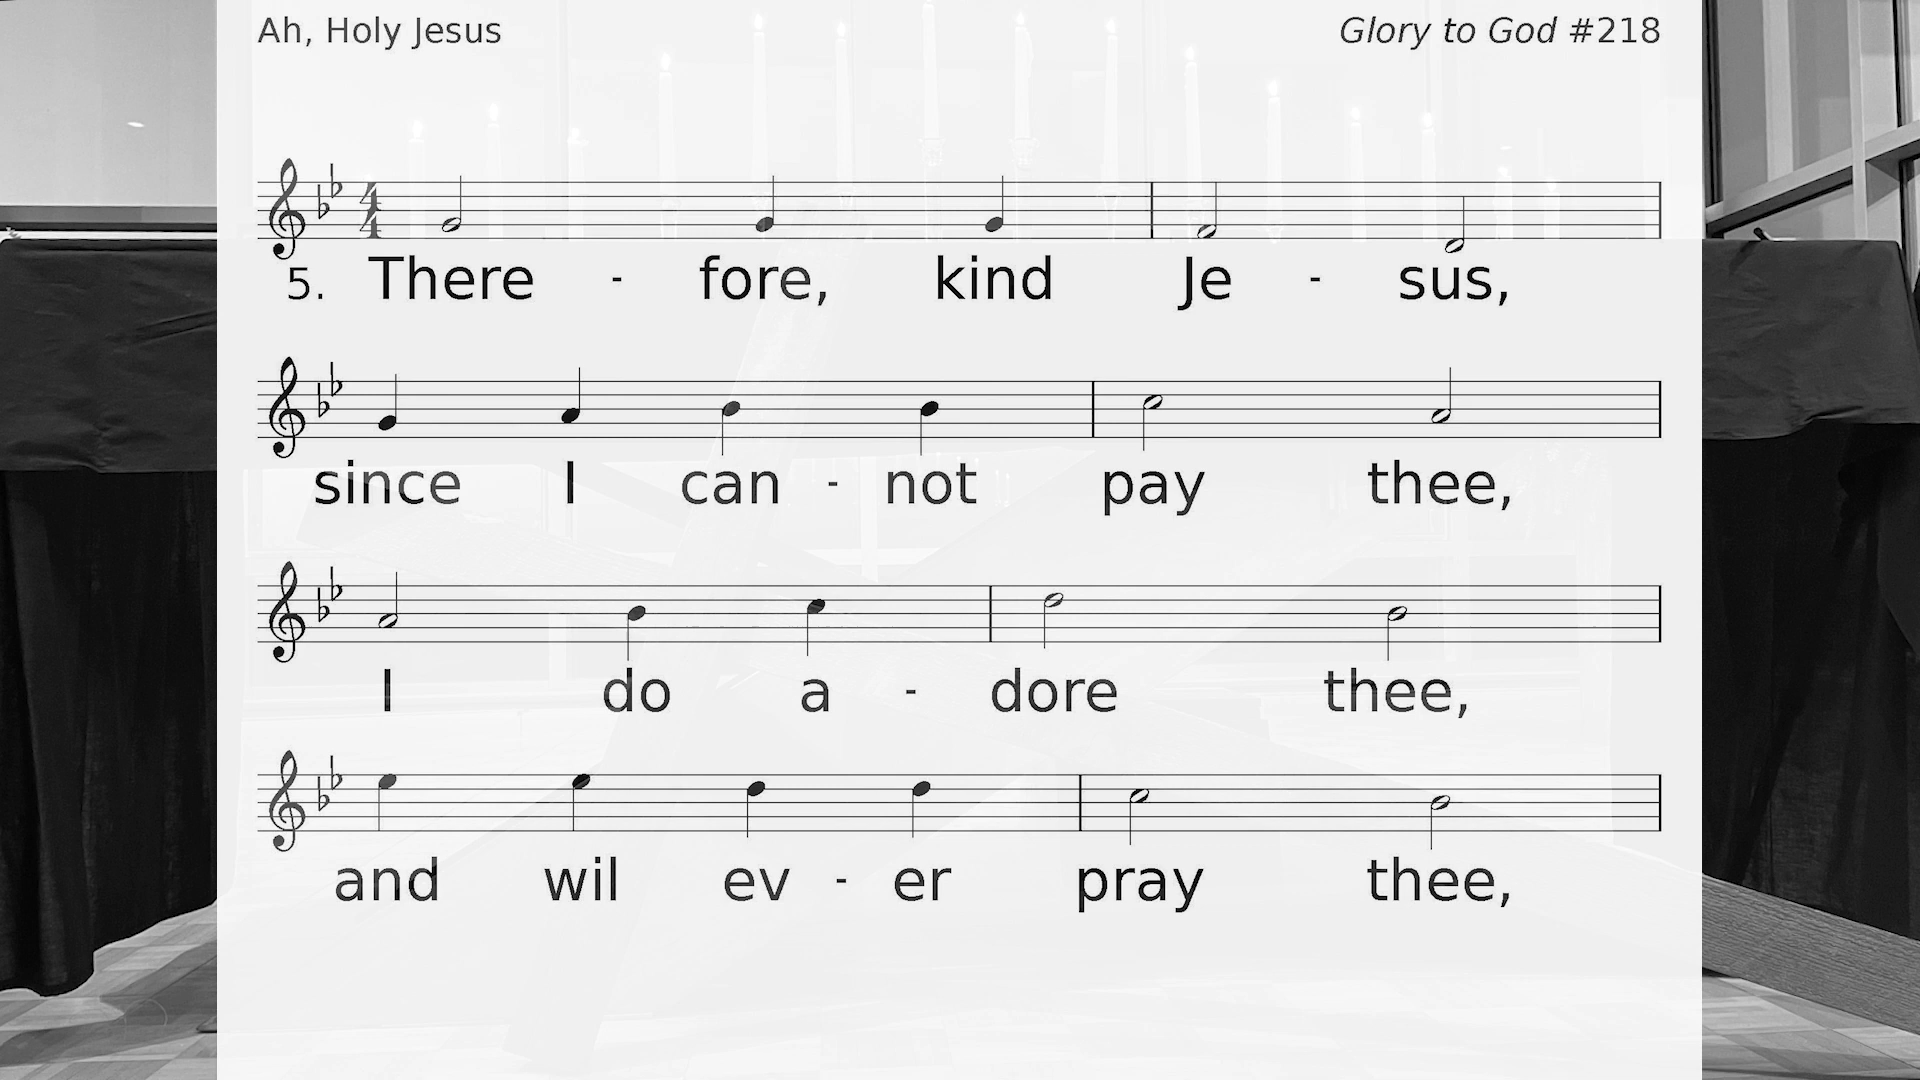 Ah, Holy Jesus
Glory to God #218
5. There - fore, kind Je - sus,
since I can - not pay thee,
I do a - dore thee,
and wil ev - er pray thee,